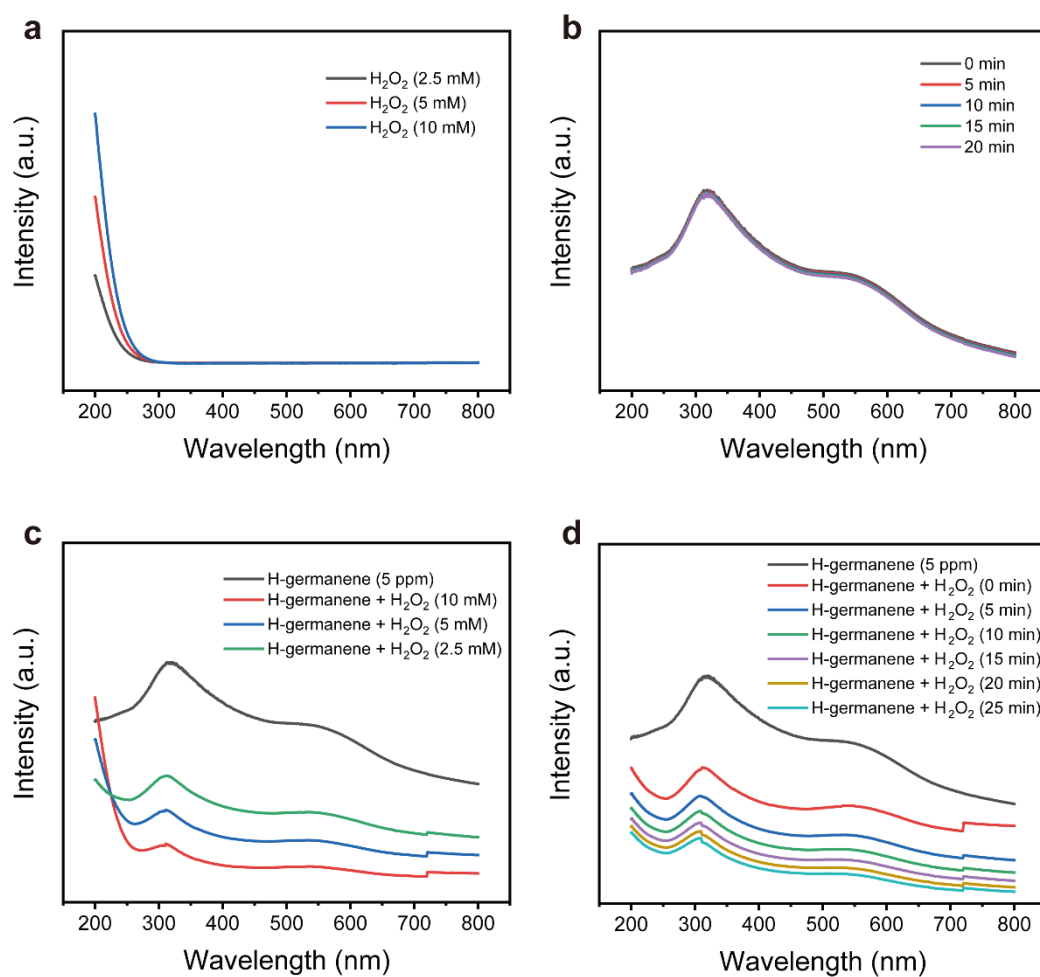 a
Intensity (a.u.)
H₂O₂ (2.5 mM)
H₂O₂ (5 mM)
H₂O₂ (10 mM)
200 300 400 500 600 700 800
Wavelength (nm)
b
Intensity (a.u.)
0 min
5 min
10 min
15 min
20 min
200 300 400 500 600 700 800
Wavelength (nm)
c
Intensity (a.u.)
H-germanene (5 ppm)
H-germanene + H₂O₂ (10 mM)
H-germanene + H₂O₂ (5 mM)
H-germanene + H₂O₂ (2.5 mM)
200 300 400 500 600 700 800
Wavelength (nm)
d
Intensity (a.u.)
H-germanene (5 ppm)
H-germanene + H₂O₂ (0 min)
H-germanene + H₂O₂ (5 min)
H-germanene + H₂O₂ (10 min)
H-germanene + H₂O₂ (15 min)
H-germanene + H₂O₂ (20 min)
H-germanene + H₂O₂ (25 min)
200 300 400 500 600 700 800
Wavelength (nm)